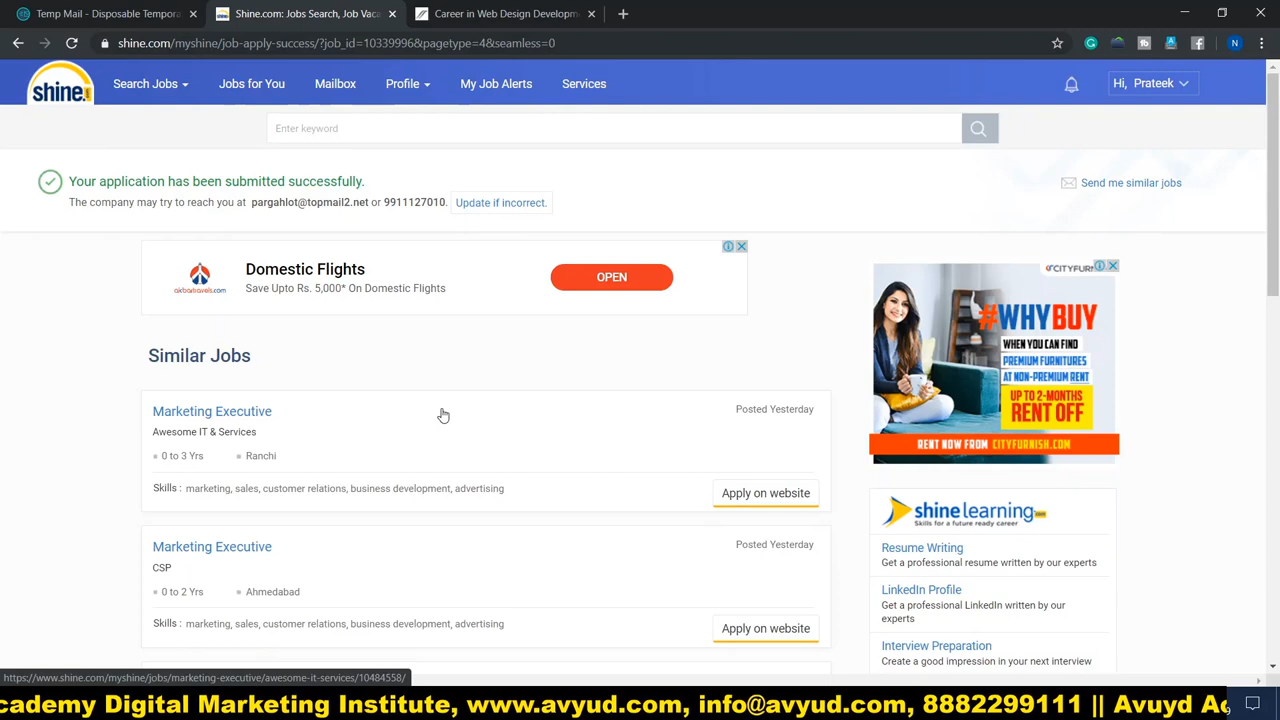 Temp Mail - Disposable Tempora
Shine.com: Jobs Search, Job Vaca
Career in Web Design Developm
shine.com/myshine/job-apply-success/?job_id=10339996&pagetype=4&seamless=0
N
shine.com
Search Jobs
Jobs for You
Mailbox
Profile
My Job Alerts
Services
Hi, Prateek
Enter keyword
Your application has been submitted successfully.
The company may try to reach you at pargahlot@topmail2.net or 9911127010. Update if incorrect.
Send me similar jobs
Domestic Flights
Save Upto Rs. 5,000* On Domestic Flights
akbartravels.com
OPEN
CITYFUR
#WHYBUY
WHEN YOU CAN FIND
PREMIUM FURNITURES
AT NON-PREMIUM RENT
UP TO 2-MONTHS
RENT OFF
RENT NOW FROM CITYFURNISH.COM
Similar Jobs
Marketing Executive
Posted Yesterday
Awesome IT & Services
0 to 3 Yrs
Ranchi
Skills : marketing, sales, customer relations, business development, advertising
Apply on website
Marketing Executive
Posted Yesterday
CSP
0 to 2 Yrs
Ahmedabad
Skills : marketing, sales, customer relations, business development, advertising
Apply on website
shinelearning.com
Skills for a future ready career
Resume Writing
Get a professional resume written by our experts
LinkedIn Profile
Get a professional LinkedIn written by our
experts
Interview Preparation
Create a good impression in your next interview
https://www.shine.com/myshine/jobs/marketing-executive/awesome-it-services/10484558/
cademy Digital Marketing Institute, www.avyud.com, info@avyud.com, 8882299111 || Avuyd Ac